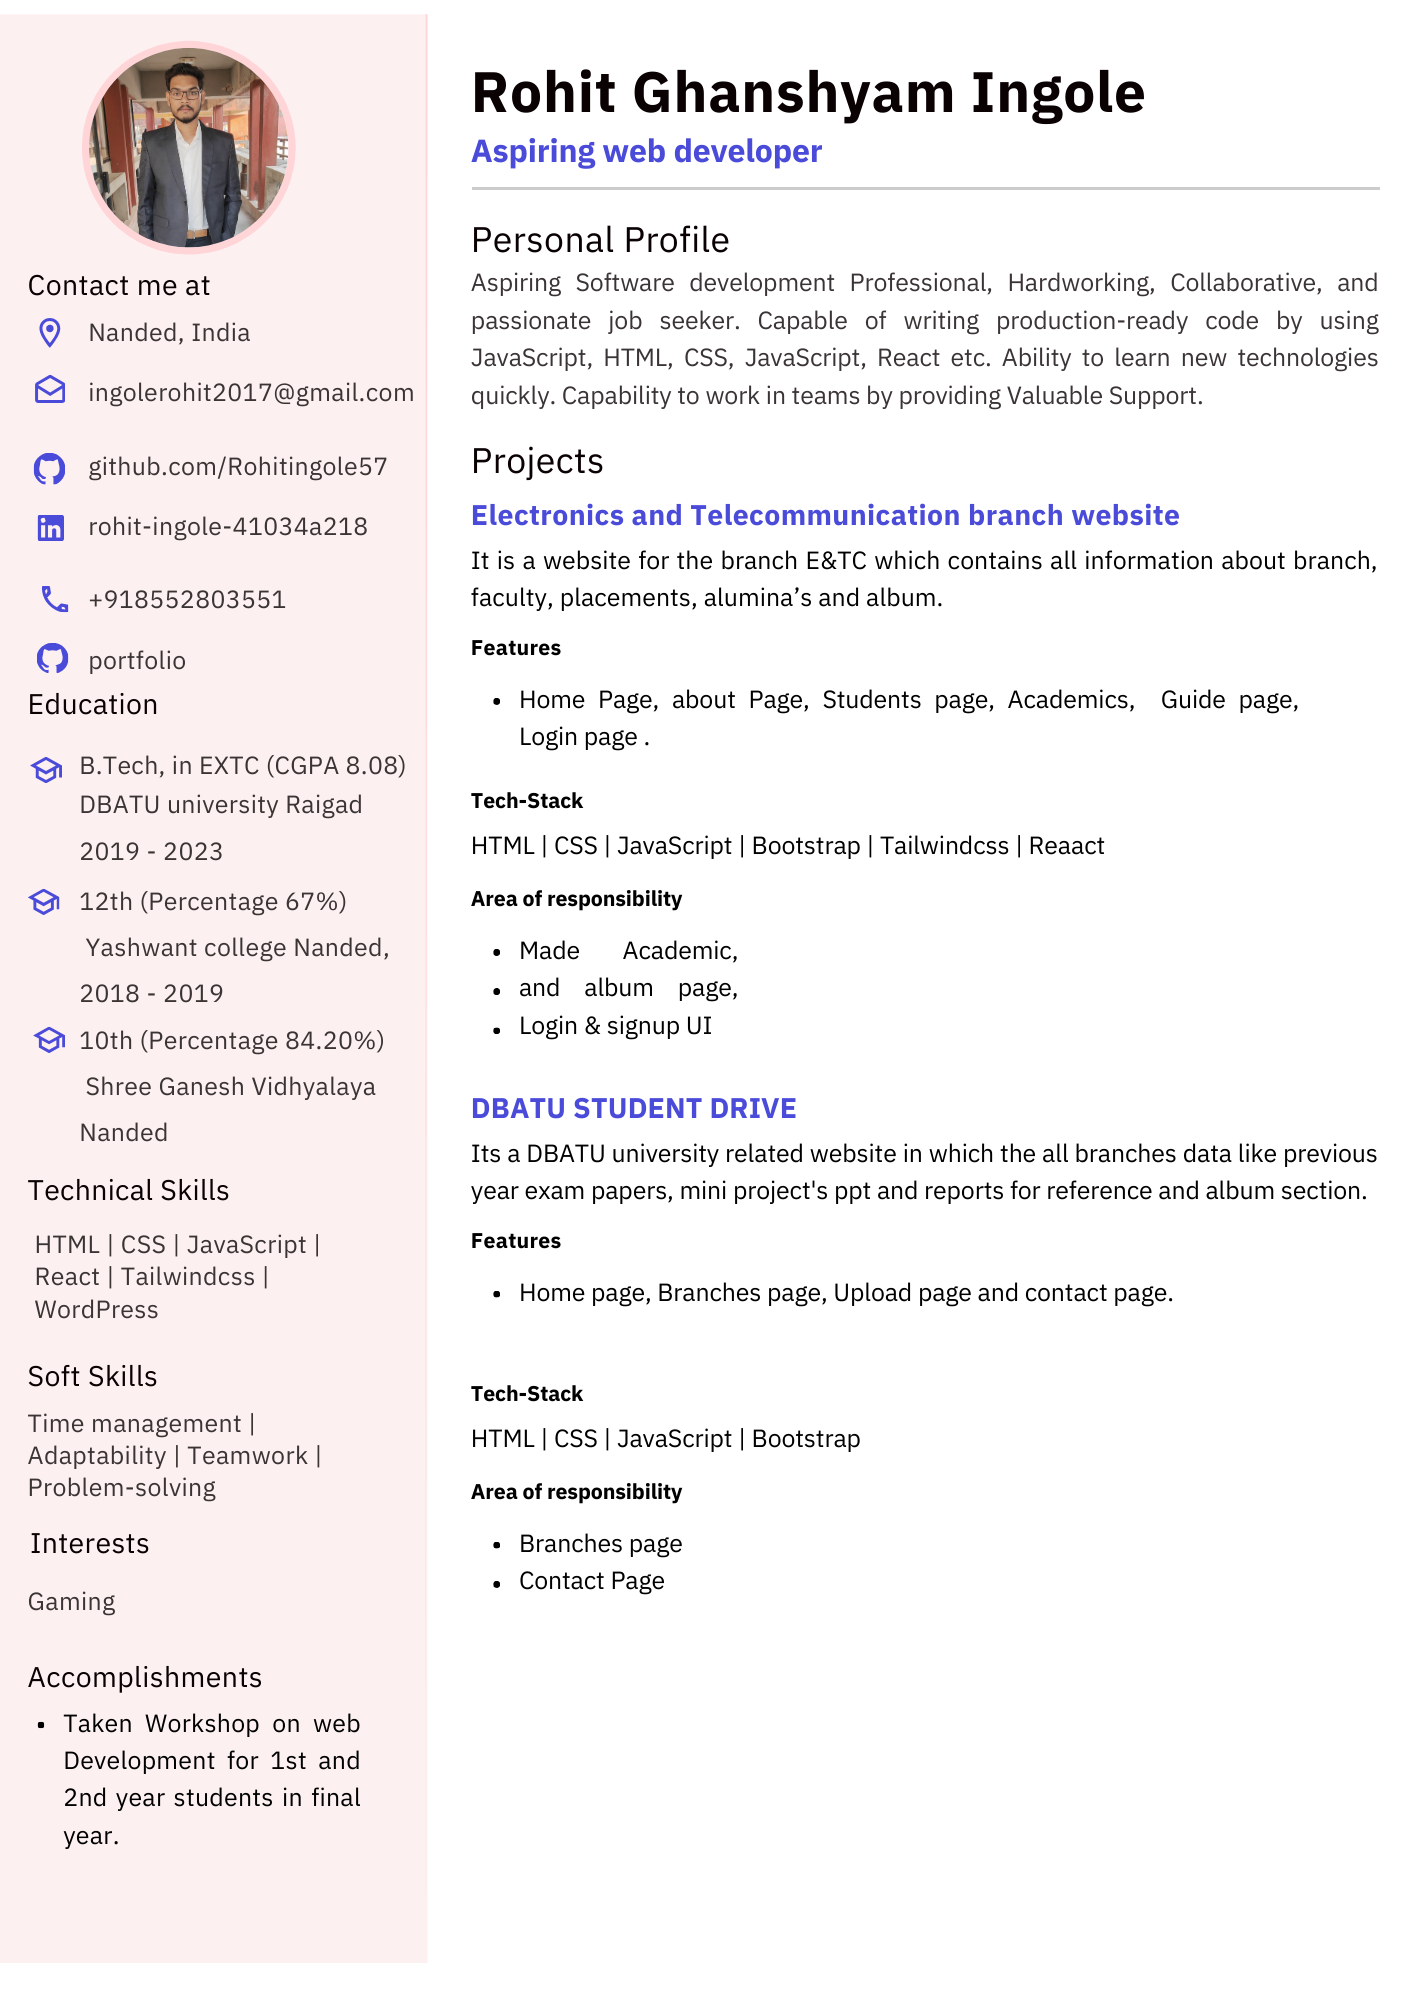 Rohit Ghanshyam Ingole
Aspiring web developer
Contact me at
Nanded, India
ingolerohit2017@gmail.com
github.com/Rohitingole57
rohit-ingole-41034a218
+918552803551
portfolio
Education
B.Tech, in EXTC (CGPA 8.08)
DBATU university Raigad
2019 - 2023
12th (Percentage 67%)
Yashwant college Nanded,
2018 - 2019
10th (Percentage 84.20%)
Shree Ganesh Vidhyalaya
Nanded
Technical Skills
HTML | CSS | JavaScript |
React | Tailwindcss |
WordPress
Soft Skills
Time management |
Adaptability | Teamwork |
Problem-solving
Interests
Gaming
Accomplishments
• Taken Workshop on web
Development for 1st and
2nd year students in final
year.
Personal Profile
Aspiring Software development Professional, Hardworking, Collaborative, and
passionate job seeker. Capable of writing production-ready code by using
JavaScript, HTML, CSS, JavaScript, React etc. Ability to learn new technologies
quickly. Capability to work in teams by providing Valuable Support.
Projects
Electronics and Telecommunication branch website
It is a website for the branch E&TC which contains all information about branch,
faculty, placements, alumina’s and album.
Features
• Home Page, about Page, Students page, Academics, Guide page,
Login page .
Tech-Stack
HTML | CSS | JavaScript | Bootstrap | Tailwindcss | Reaact
Area of responsibility
• Made Academic,
• and album page,
• Login & signup UI
DBATU STUDENT DRIVE
Its a DBATU university related website in which the all branches data like previous
year exam papers, mini project's ppt and reports for reference and album section.
Features
• Home page, Branches page, Upload page and contact page.
Tech-Stack
HTML | CSS | JavaScript | Bootstrap
Area of responsibility
• Branches page
• Contact Page